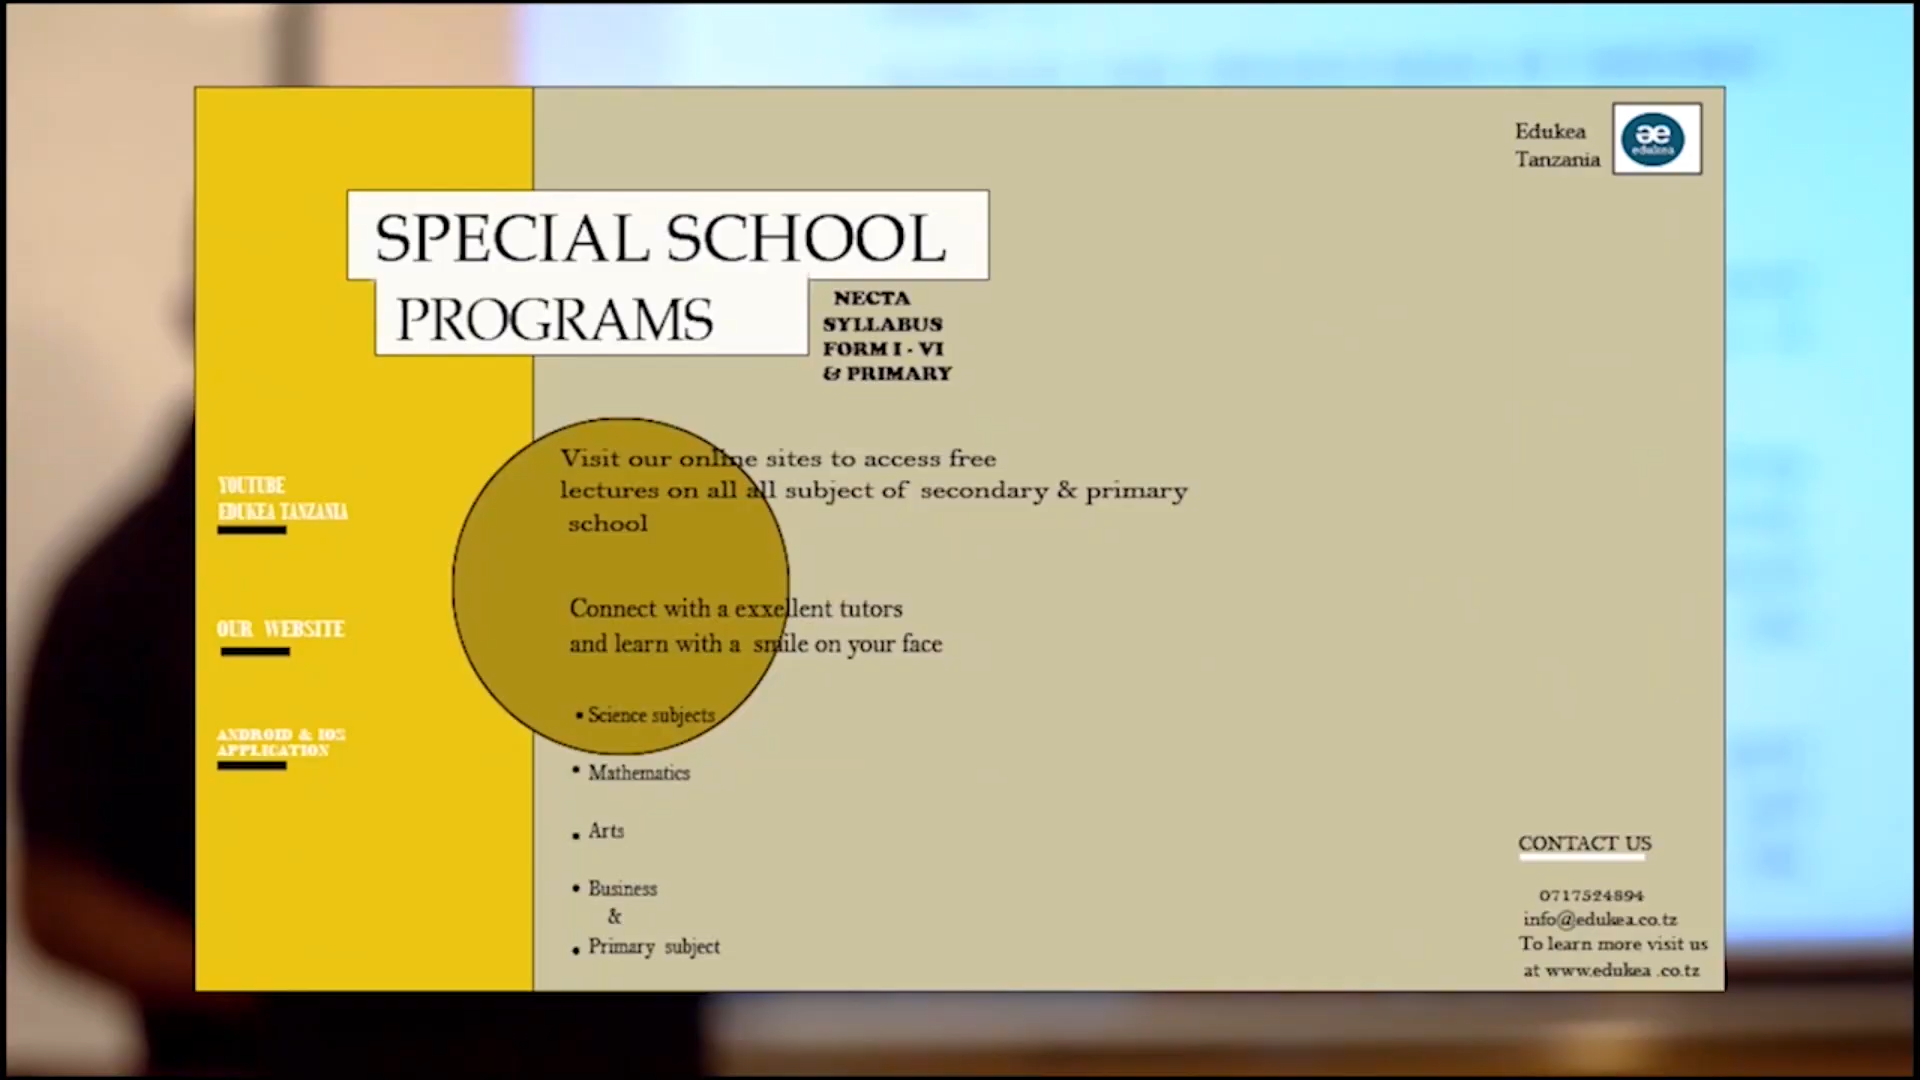 Edukea
Tanzania
æ
edukea
SPECIAL SCHOOL
PROGRAMS
NECTA
SYLLABUS
FORM I - VI
& PRIMARY
Visit our online sites to access free
lectures on all all subject of secondary & primary
school
YOUTUBE
EDUKEA TANZANIA
Connect with a exxellent tutors
and learn with a smile on your face
OUR WEBSITE
• Science subjects
ANDROID & IOS
APPLICATION
• Mathematics
• Arts
• Business
&
• Primary subject
CONTACT US
0717524894
info@edukea.co.tz
To learn more visit us
at www.edukea .co.tz